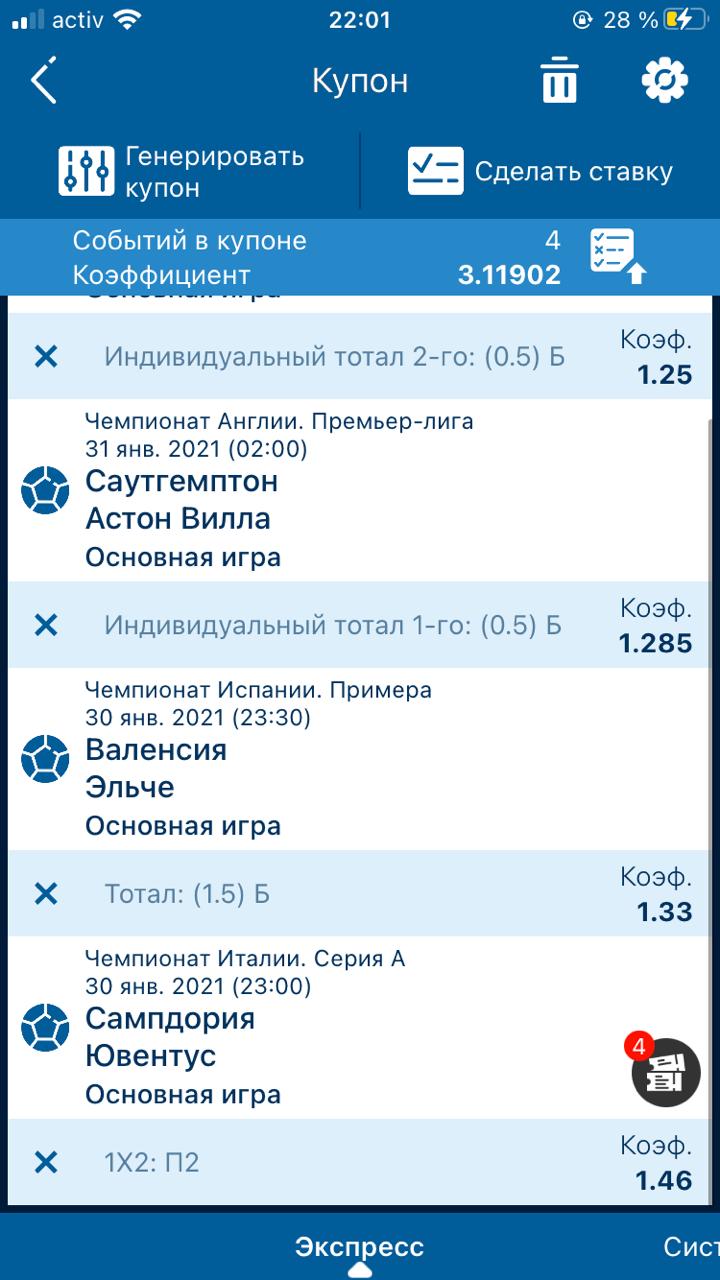 activ
22:01
28 %
Купон
Генерировать
купон
Сделать ставку
Событий в купоне
4
Коэффициент
3.11902
Основная игра
Индивидуальный тотал 2-го: (0.5) Б
Коэф.
1.25
Чемпионат Англии. Премьер-лига
31 янв. 2021 (02:00)
Саутгемптон
Астон Вилла
Основная игра
Индивидуальный тотал 1-го: (0.5) Б
Коэф.
1.285
Чемпионат Испании. Примера
30 янв. 2021 (23:30)
Валенсия
Эльче
Основная игра
Тотал: (1.5) Б
Коэф.
1.33
Чемпионат Италии. Серия А
30 янв. 2021 (23:00)
Сампдория
Ювентус
Основная игра
4
1X2: П2
Коэф.
1.46
Экспресс
Сист